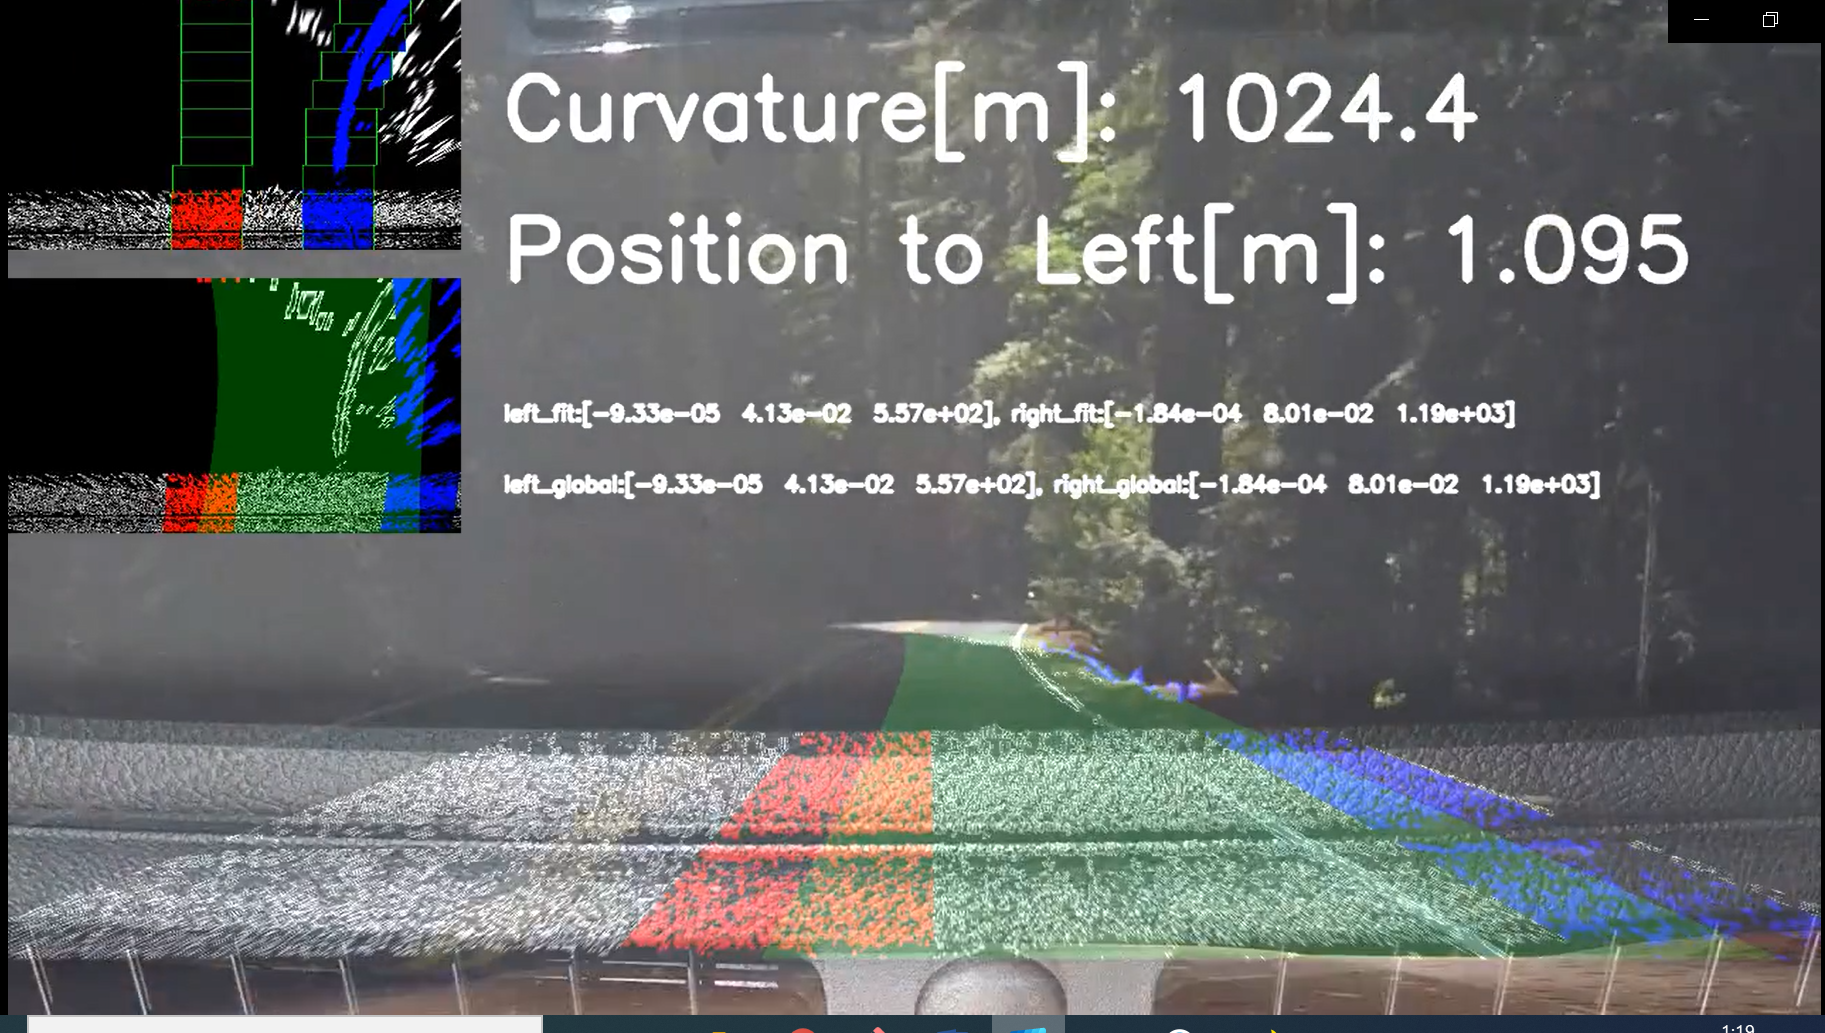 Curvature[m]: 1024.4
Position to Left[m]: 1.095
left_fit:[-9.33e-05 4.13e-02 5.57e+02], right_fit:[-1.84e-04 8.01e-02 1.19e+03]
left_global:[-9.33e-05 4.13e-02 5.57e+02], right_global:[-1.84e-04 8.01e-02 1.19e+03]
1:19